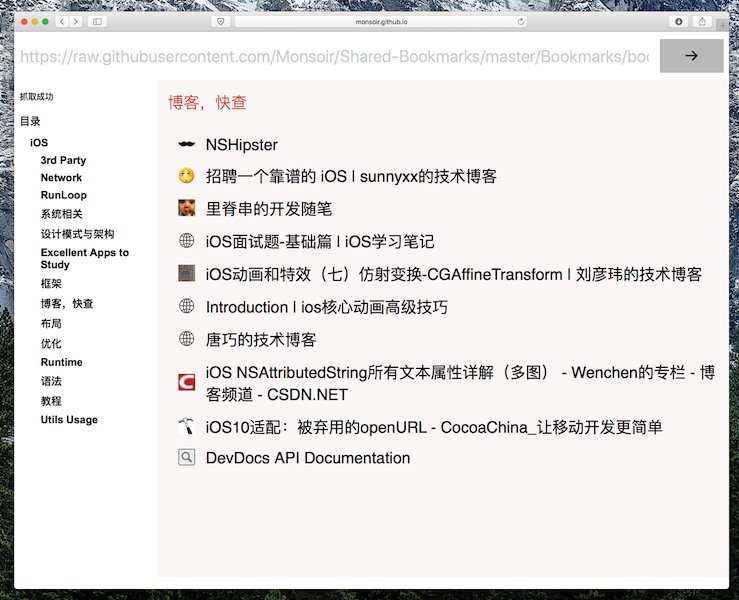 monsoir.github.io
https://raw.githubusercontent.com/Monsoir/Shared-Bookmarks/master/Bookmarks/boo
抓取成功
目录
iOS
3rd Party
Network
RunLoop
系统相关
设计模式与架构
Excellent Apps to
Study
框架
博客，快查
布局
优化
Runtime
语法
教程
Utils Usage
博客，快查
NSHipster
招聘一个靠谱的 iOS | sunnyxx的技术博客
里脊串的开发随笔
iOS面试题-基础篇 | iOS学习笔记
iOS动画和特效（七）仿射变换-CGAffineTransform | 刘彦玮的技术博客
Introduction | ios核心动画高级技巧
唐巧的技术博客
iOS NSAttributedString所有文本属性详解（多图） - Wenchen的专栏 - 博
客频道 - CSDN.NET
iOS10适配：被弃用的openURL - CocoaChina_让移动开发更简单
DevDocs API Documentation